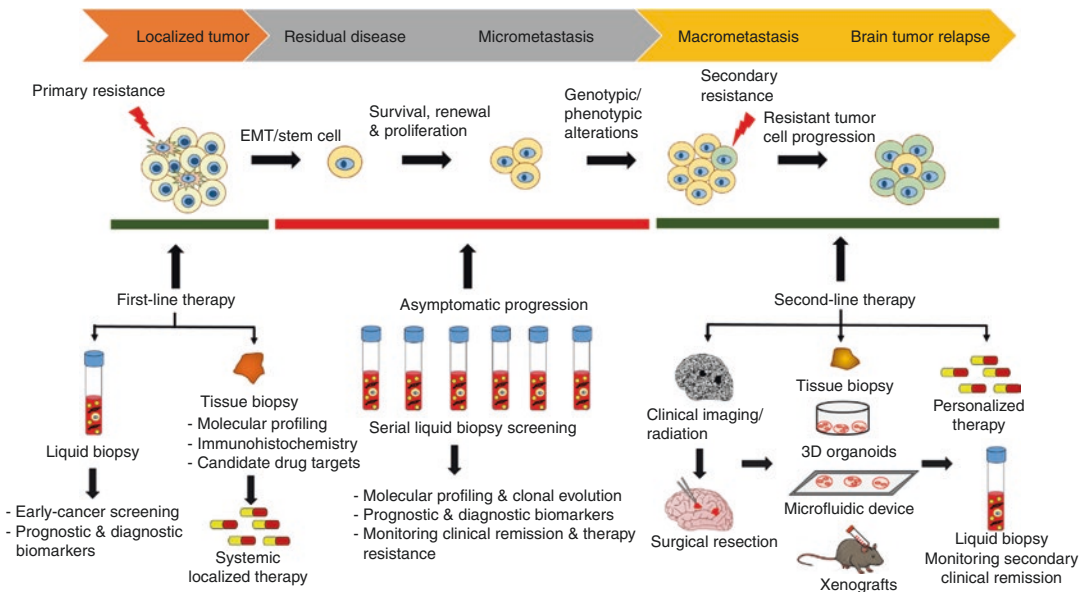 Localized tumor
Residual disease
Micrometastasis
Macrometastasis
Brain tumor relapse
Primary resistance
EMT/stem cell
Survival, renewal
& proliferation
Genotypic/
phenotypic
alterations
Secondary
resistance
Resistant tumor
cell progression
First-line therapy
Liquid biopsy
- Early-cancer screening
- Prognostic & diagnostic
biomarkers
Tissue biopsy
- Molecular profiling
- Immunohistochemistry
- Candidate drug targets
Systemic
localized therapy
Asymptomatic progression
Serial liquid biopsy screening
- Molecular profiling & clonal evolution
- Prognostic & diagnostic biomarkers
- Monitoring clinical remission & therapy
resistance
Second-line therapy
Clinical imaging/
radiation
Surgical resection
Tissue biopsy
3D organoids
Microfluidic device
Xenografts
Personalized
therapy
Liquid biopsy
Monitoring secondary
clinical remission